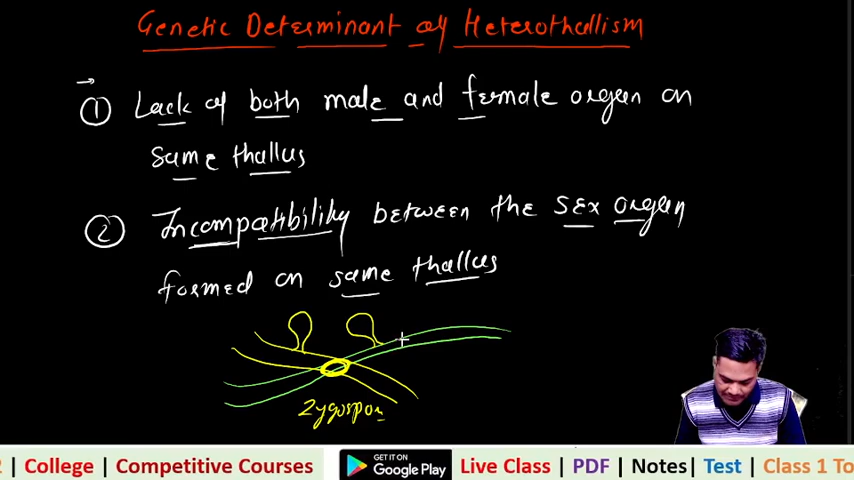 Genetic Determinant of Heterothallism
① Lack of both male and female organ on
same thallus
② Incompatibility between the sex organ
formed on same thallus
Zygospore
| College | Competitive Courses
GET IT ON
Google Play
Live Class | PDF | Notes| Test | Class 1 To